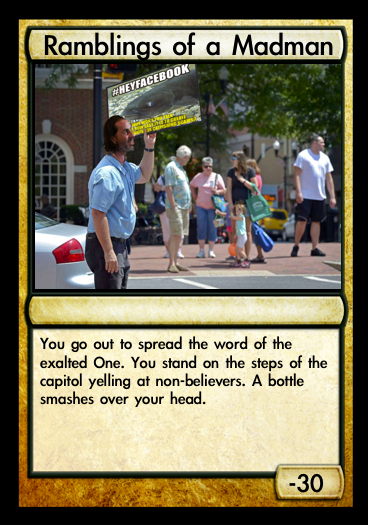 Ramblings of a Madman
#HEYFACEBOOK
You go out to spread the word of the
exalted One. You stand on the steps of the
capitol yelling at non-believers. A bottle
smashes over your head.
-30